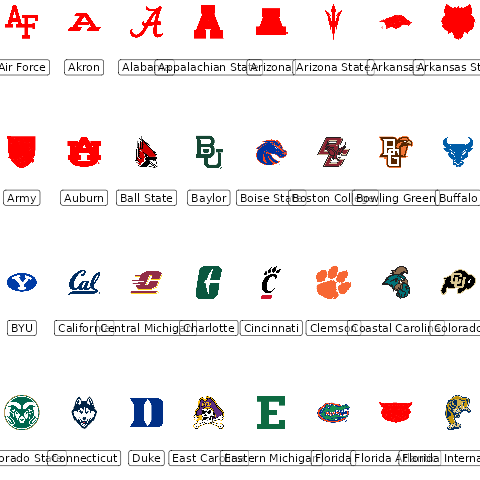 Air Force Akron Alabama Appalachian State Arizona Arizona State Arkansas Arkansas St
Army Auburn Ball State Baylor Boise State Boston College Bowling Green Buffalo
BYU California Central Michigan Charlotte Cincinnati Clemson Coastal Carolina Colorado
orado State Connecticut Duke East Carolina Eastern Michigan Florida Florida Atlantic Florida Interna